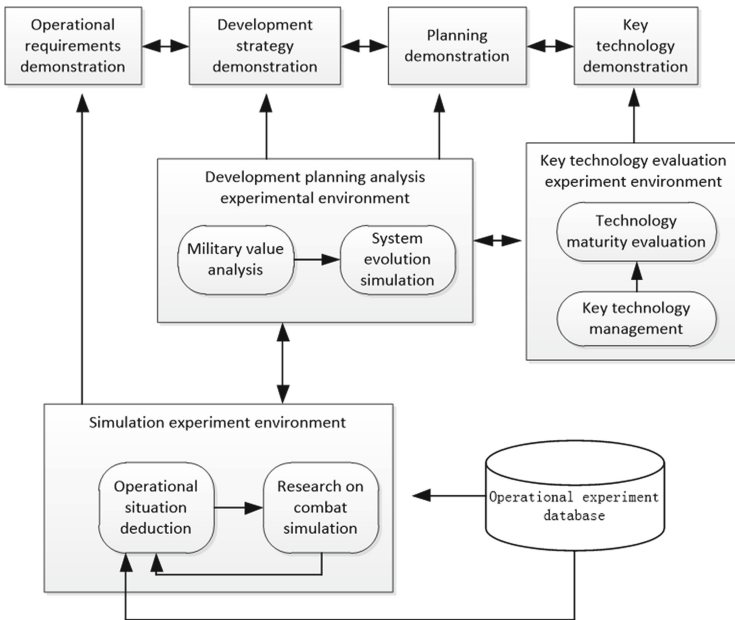 Operational
requirements
demonstration
Development
strategy
demonstration
Planning
demonstration
Key
technology
demonstration
Development planning analysis
experimental environment
Military value
analysis
System
evolution
simulation
Key technology evaluation
experiment environment
Technology
maturity evaluation
Key technology
management
Simulation experiment environment
Operational
situation
deduction
Research on
combat
simulation
Operational experiment
database